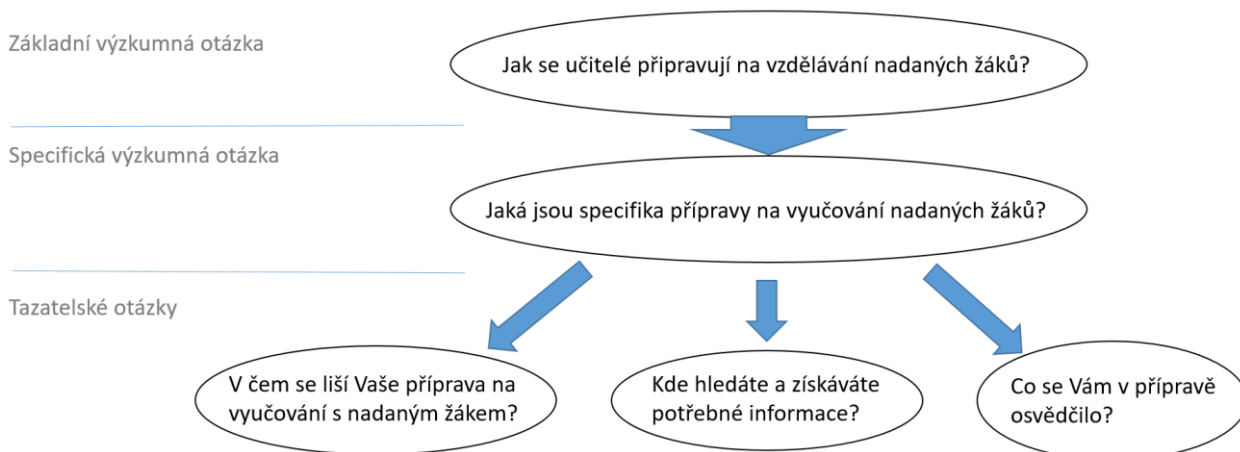 Základní výzkumná otázka
Jak se učitelé připravují na vzdělávání nadaných žáků?
Specifická výzkumná otázka
Jaká jsou specifika přípravy na vyučování nadaných žáků?
Tazatelské otázky
V čem se liší Vaše příprava na
vyučování s nadaným žákem?
Kde hledáte a získáváte
potřebné informace?
Co se Vám v přípravě
osvědčilo?